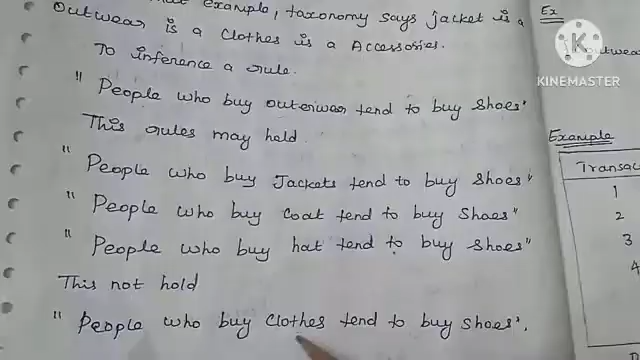 example, taxonomy says jacket is a
Outwear is a Clothes is a Accessories.
To inference a rule.
" People who buy outerwear tend to buy Shoes"
This rules may hold
" People who buy Jackets tend to buy Shoes"
" People who buy Coat tend to buy Shoes"
" People who buy hat tend to buy Shoes"
This not hold
" People who buy Clothes tend to buy Shoes".
Ex
outwear
KINEMASTER
Example
Transac
1
2
3
4